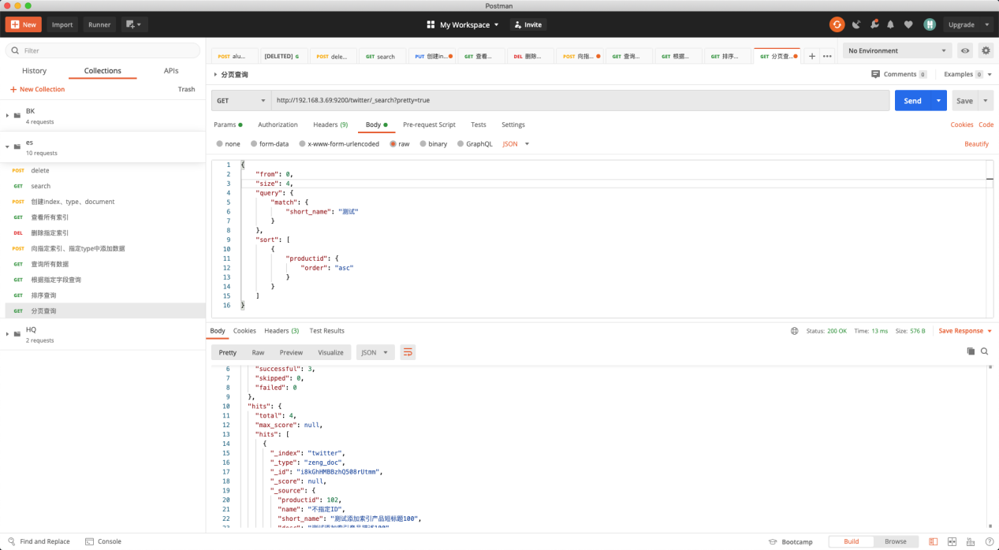 Postman
New Import Runner My Workspace Invite Upgrade
Filter
History Collections APIs
New Collection Trash
BK
4 requests
es
10 requests
POST delete
GET search
POST 创建index、type、document
GET 查看所有索引
DEL 删除指定索引
POST 向指定索引、指定type中添加数据
GET 查询所有数据
GET 根据指定字段查询
GET 排序查询
GET 分页查询
HQ
2 requests
POST alu... [DELETED] G POST dele... GET search PUT 创建in... GET 查看... DEL 删除... POST 向指... GET 查询... GET 根据... GET 排序... GET 分页查... No Environment
分页查询 Comments 0 Examples 0
GET http://192.168.3.69:9200/twitter/_search?pretty=true Send Save
Params Authorization Headers (9) Body Pre-request Script Tests Settings Cookies Code
none form-data x-www-form-urlencoded raw binary GraphQL JSON Beautify
1 {
2 "from": 0,
3 "size": 4,
4 "query": {
5 "match": {
6 "short_name": "测试"
7 }
8 },
9 "sort": [
10 {
11 "productid": {
12 "order": "asc"
13 }
14 }
15 ]
16 }
Body Cookies Headers (3) Test Results Status: 200 OK Time: 13 ms Size: 576 B Save Response
Pretty Raw Preview Visualize JSON
6 "successful": 3,
7 "skipped": 0,
8 "failed": 0
9 },
10 "hits": {
11 "total": 4,
12 "max_score": null,
13 "hits": [
14 {
15 "_index": "twitter",
16 "_type": "zeng_doc",
17 "_id": "i8kGhHMBBzhQ508rUtmm",
18 "_score": null,
19 "_source": {
20 "productid": 102,
21 "name": "不指定ID",
22 "short_name": "测试添加索引产品短标题100",
Find and Replace Console Bootcamp Build Browse